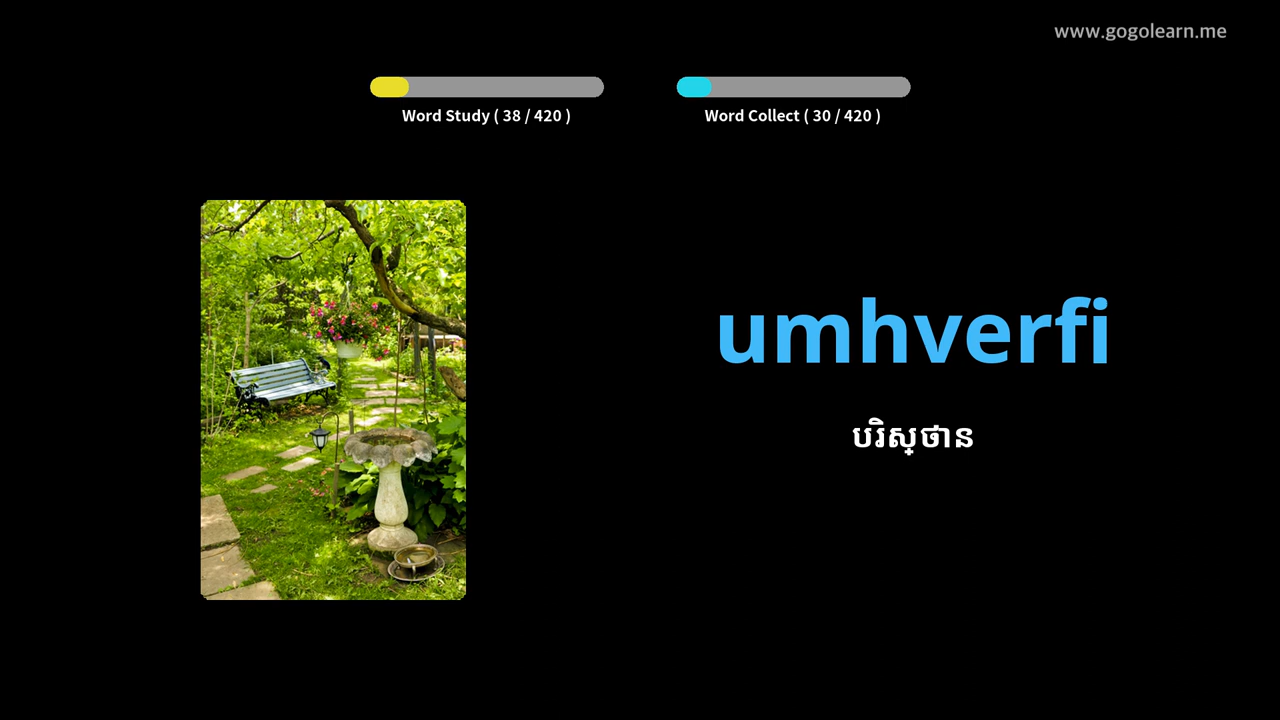 www.gogolearn.me
Word Study ( 38 / 420 )
Word Collect ( 30 / 420 )
umhverfi
បរិស្ថាន